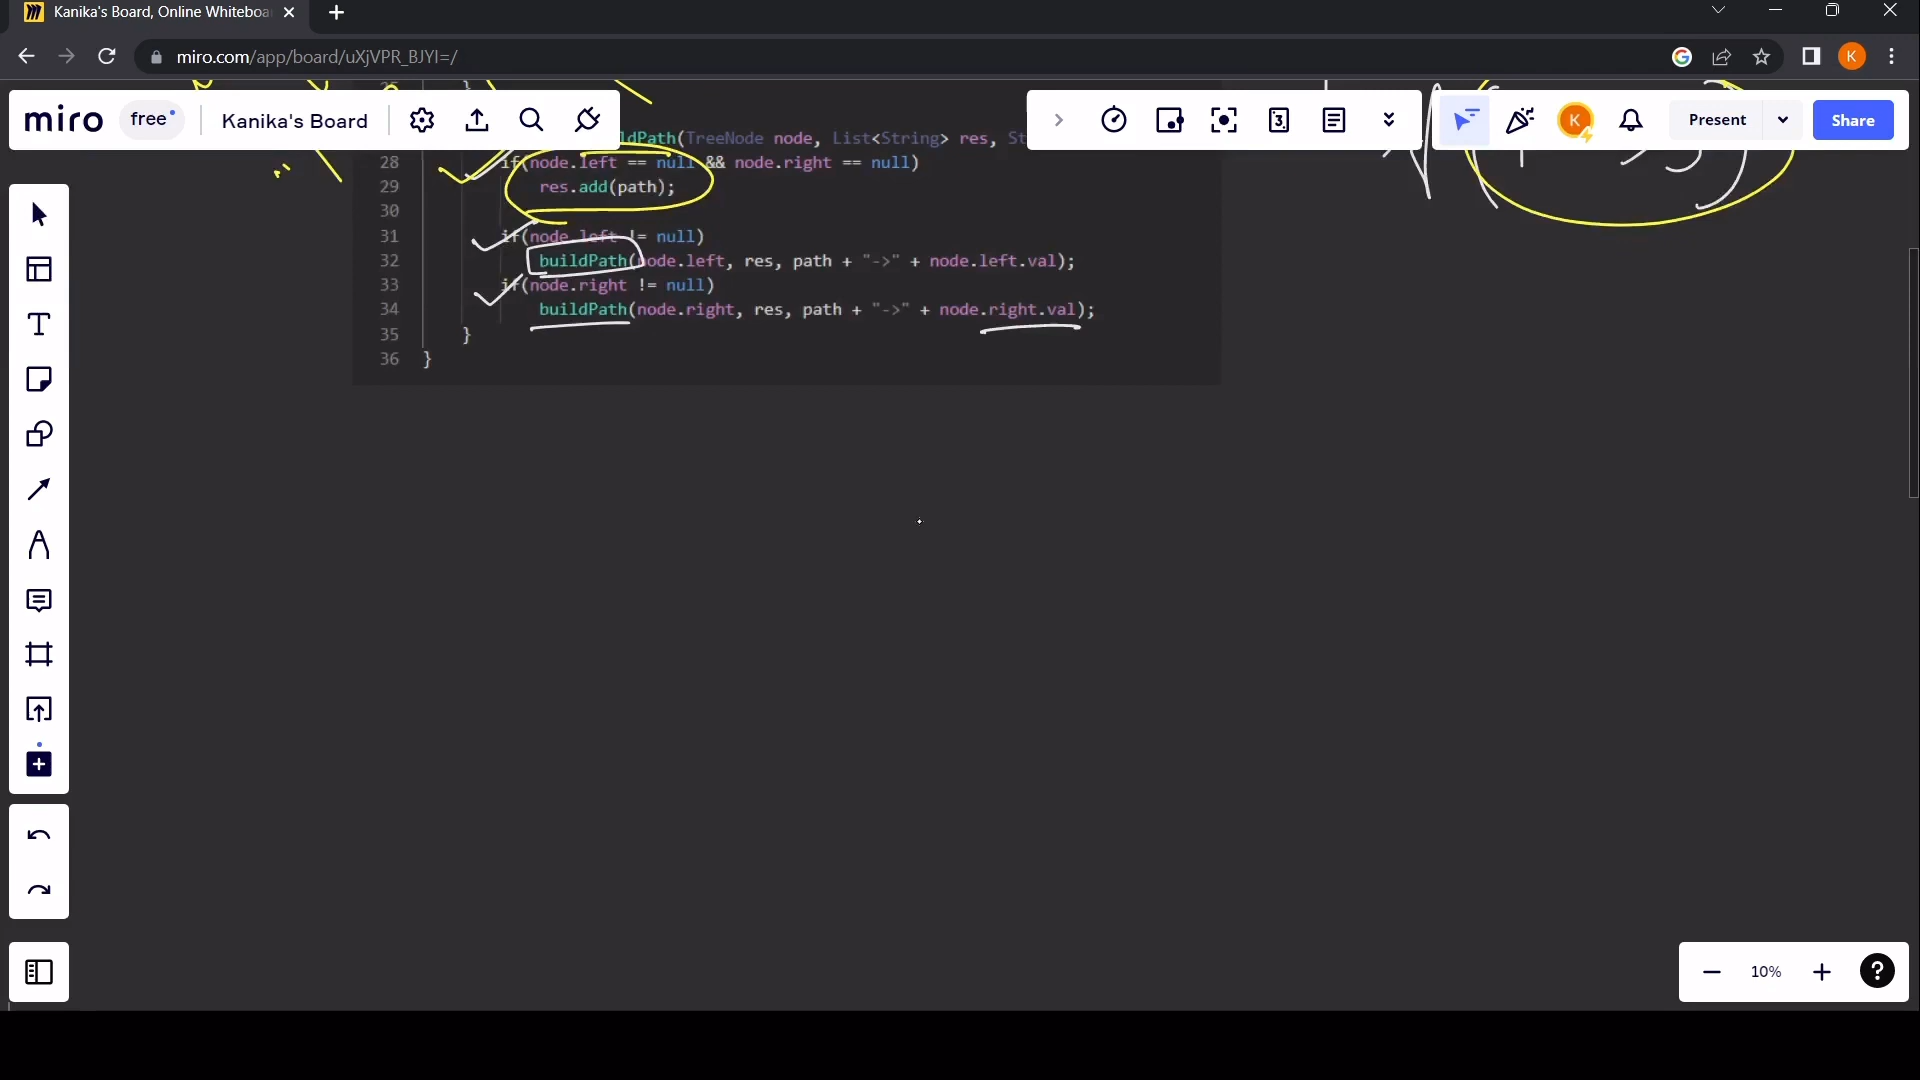 Kanika's Board, Online Whiteboa
miro.com/app/board/uXjVPR_BJYI=/
K
miro
free
Kanika's Board
3
K
Present
Share
ldPath(TreeNode node, List<String> res, St
28 if(node.left == null && node.right == null)
29 res.add(path);
30
31 if(node.left != null)
32 buildPath(node.left, res, path + "->" + node.left.val);
33 if(node.right != null)
34 buildPath(node.right, res, path + "->" + node.right.val);
35 }
36 }
10%
?